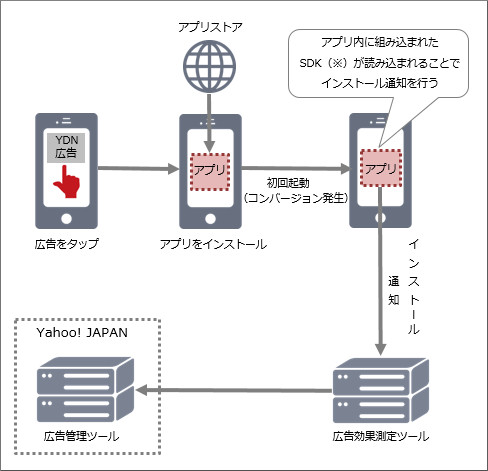 アプリストア
アプリ内に組み込まれた
SDK（※）が読み込まれることで
インストール通知を行う
YDN
広告
アプリ
アプリ
初回起動
（コンバージョン発生）
広告をタップ
アプリをインストール
インストール
通知
Yahoo! JAPAN
広告管理ツール
広告効果測定ツール